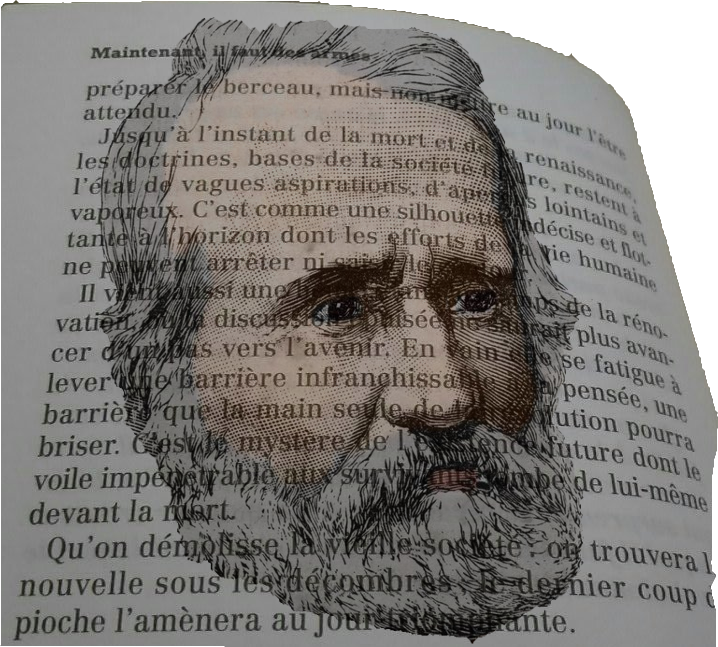 Maintenant, il faut des armes
préparer le berceau, mais non mettre au jour l'être
attendu.
Jusqu'à l'instant de la mort et de la renaissance,
les doctrines, bases de la société future, restent à
l'état de vagues aspirations, d'aperçus lointains et
vaporeux. C'est comme une silhouette indécise et flot-
tante à l'horizon dont les efforts de la vie humaine
ne peuvent arrêter ni saisir le
Il vient aussi une temps de la réno-
vation, où la discussion épuisée ne saurait plus avan-
cer d'un pas vers l'avenir. En vain elle se fatigue à
lever une barrière infranchissable pensée, une
barrière que la main seule de la révolution pourra
briser. C'est le mystère de l'existence future dont le
voile impénétrable aux tombe de lui-même
devant la mort.
Qu'on démolisse la vieille société : on trouvera
nouvelle sous les décombres dernier coup
pioche l'amènera au jour triomphante.